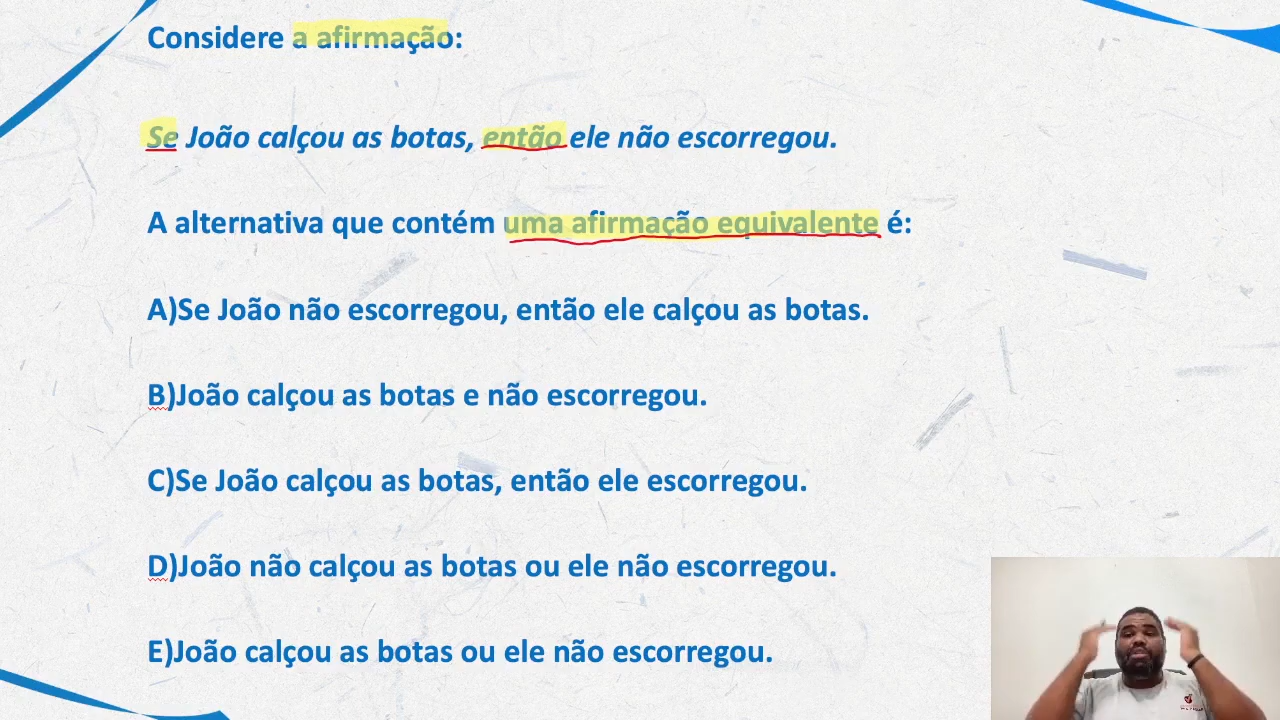 Considere a afirmação:
Se João calçou as botas, então ele não escorregou.
A alternativa que contém uma afirmação equivalente é:
A)Se João não escorregou, então ele calçou as botas.
B)João calçou as botas e não escorregou.
C)Se João calçou as botas, então ele escorregou.
D)João não calçou as botas ou ele não escorregou.
E)João calçou as botas ou ele não escorregou.